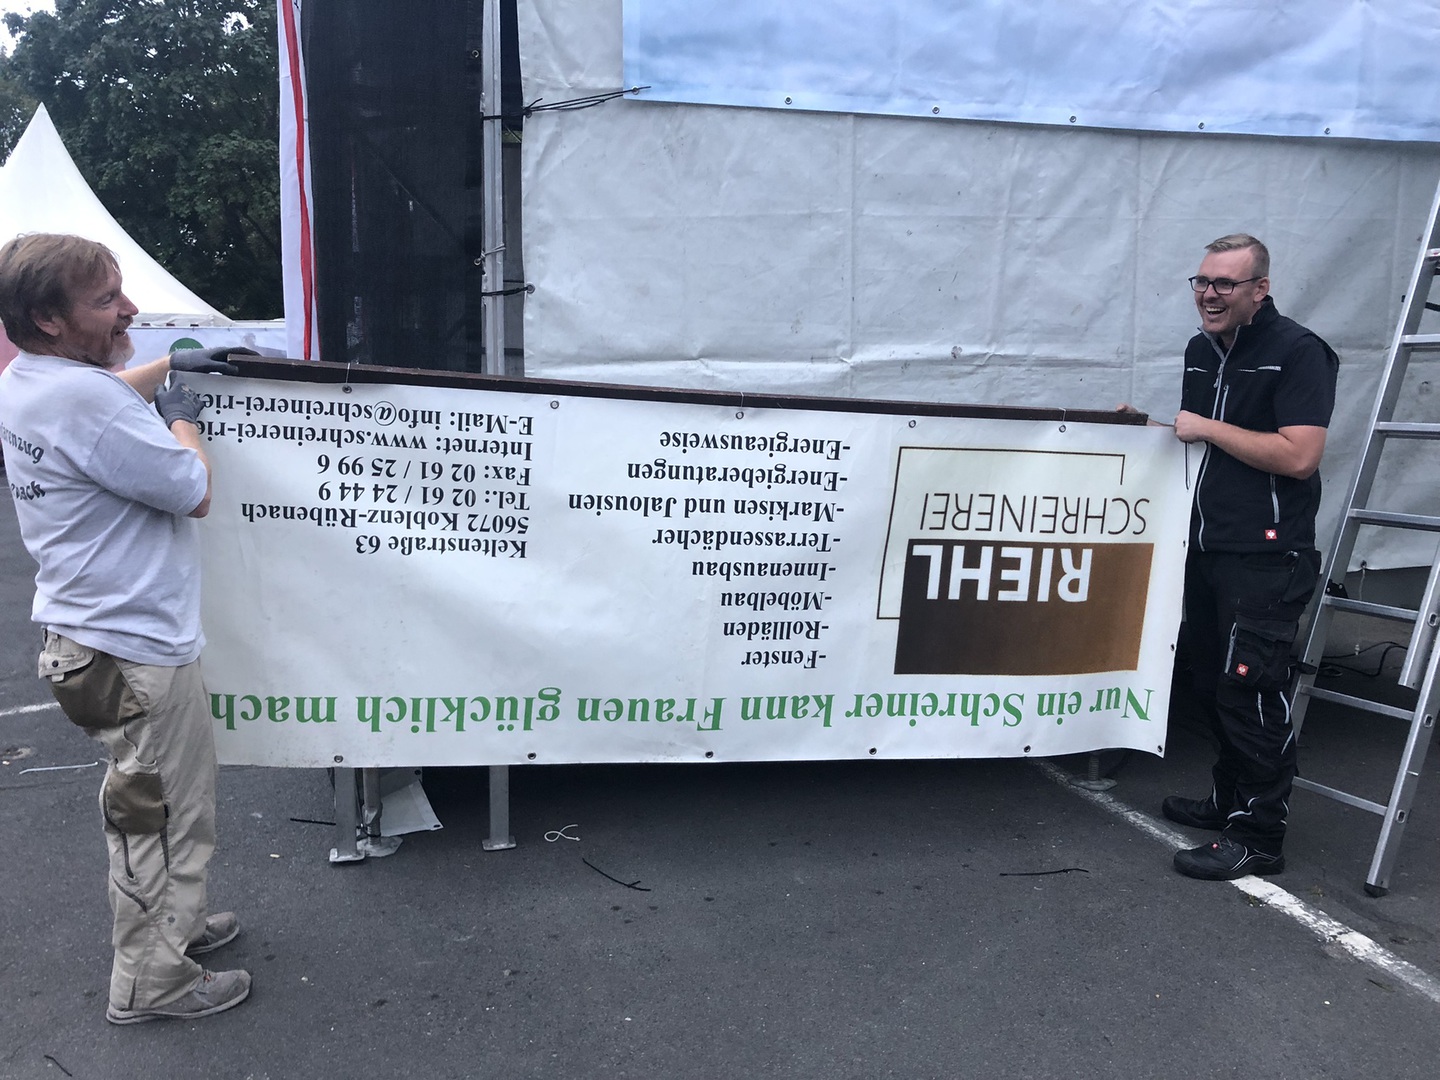 Nur ein Schreiner kann Frauen glücklich mach
RIEHL
SCHREINEREI
-Fenster
-Rollläden
-Möbelbau
-Innenausbau
-Terrassendächer
-Markisen und Jalousien
-Energieberatungen
-Energieausweise
Keltenstraße 63
56072 Koblenz-Rübenach
Tel.: 02 61 / 24 44 9
Fax: 02 61 / 25 99 6
Internet: www.schreinerei-rie
E-Mail: info@schreinerei-rie